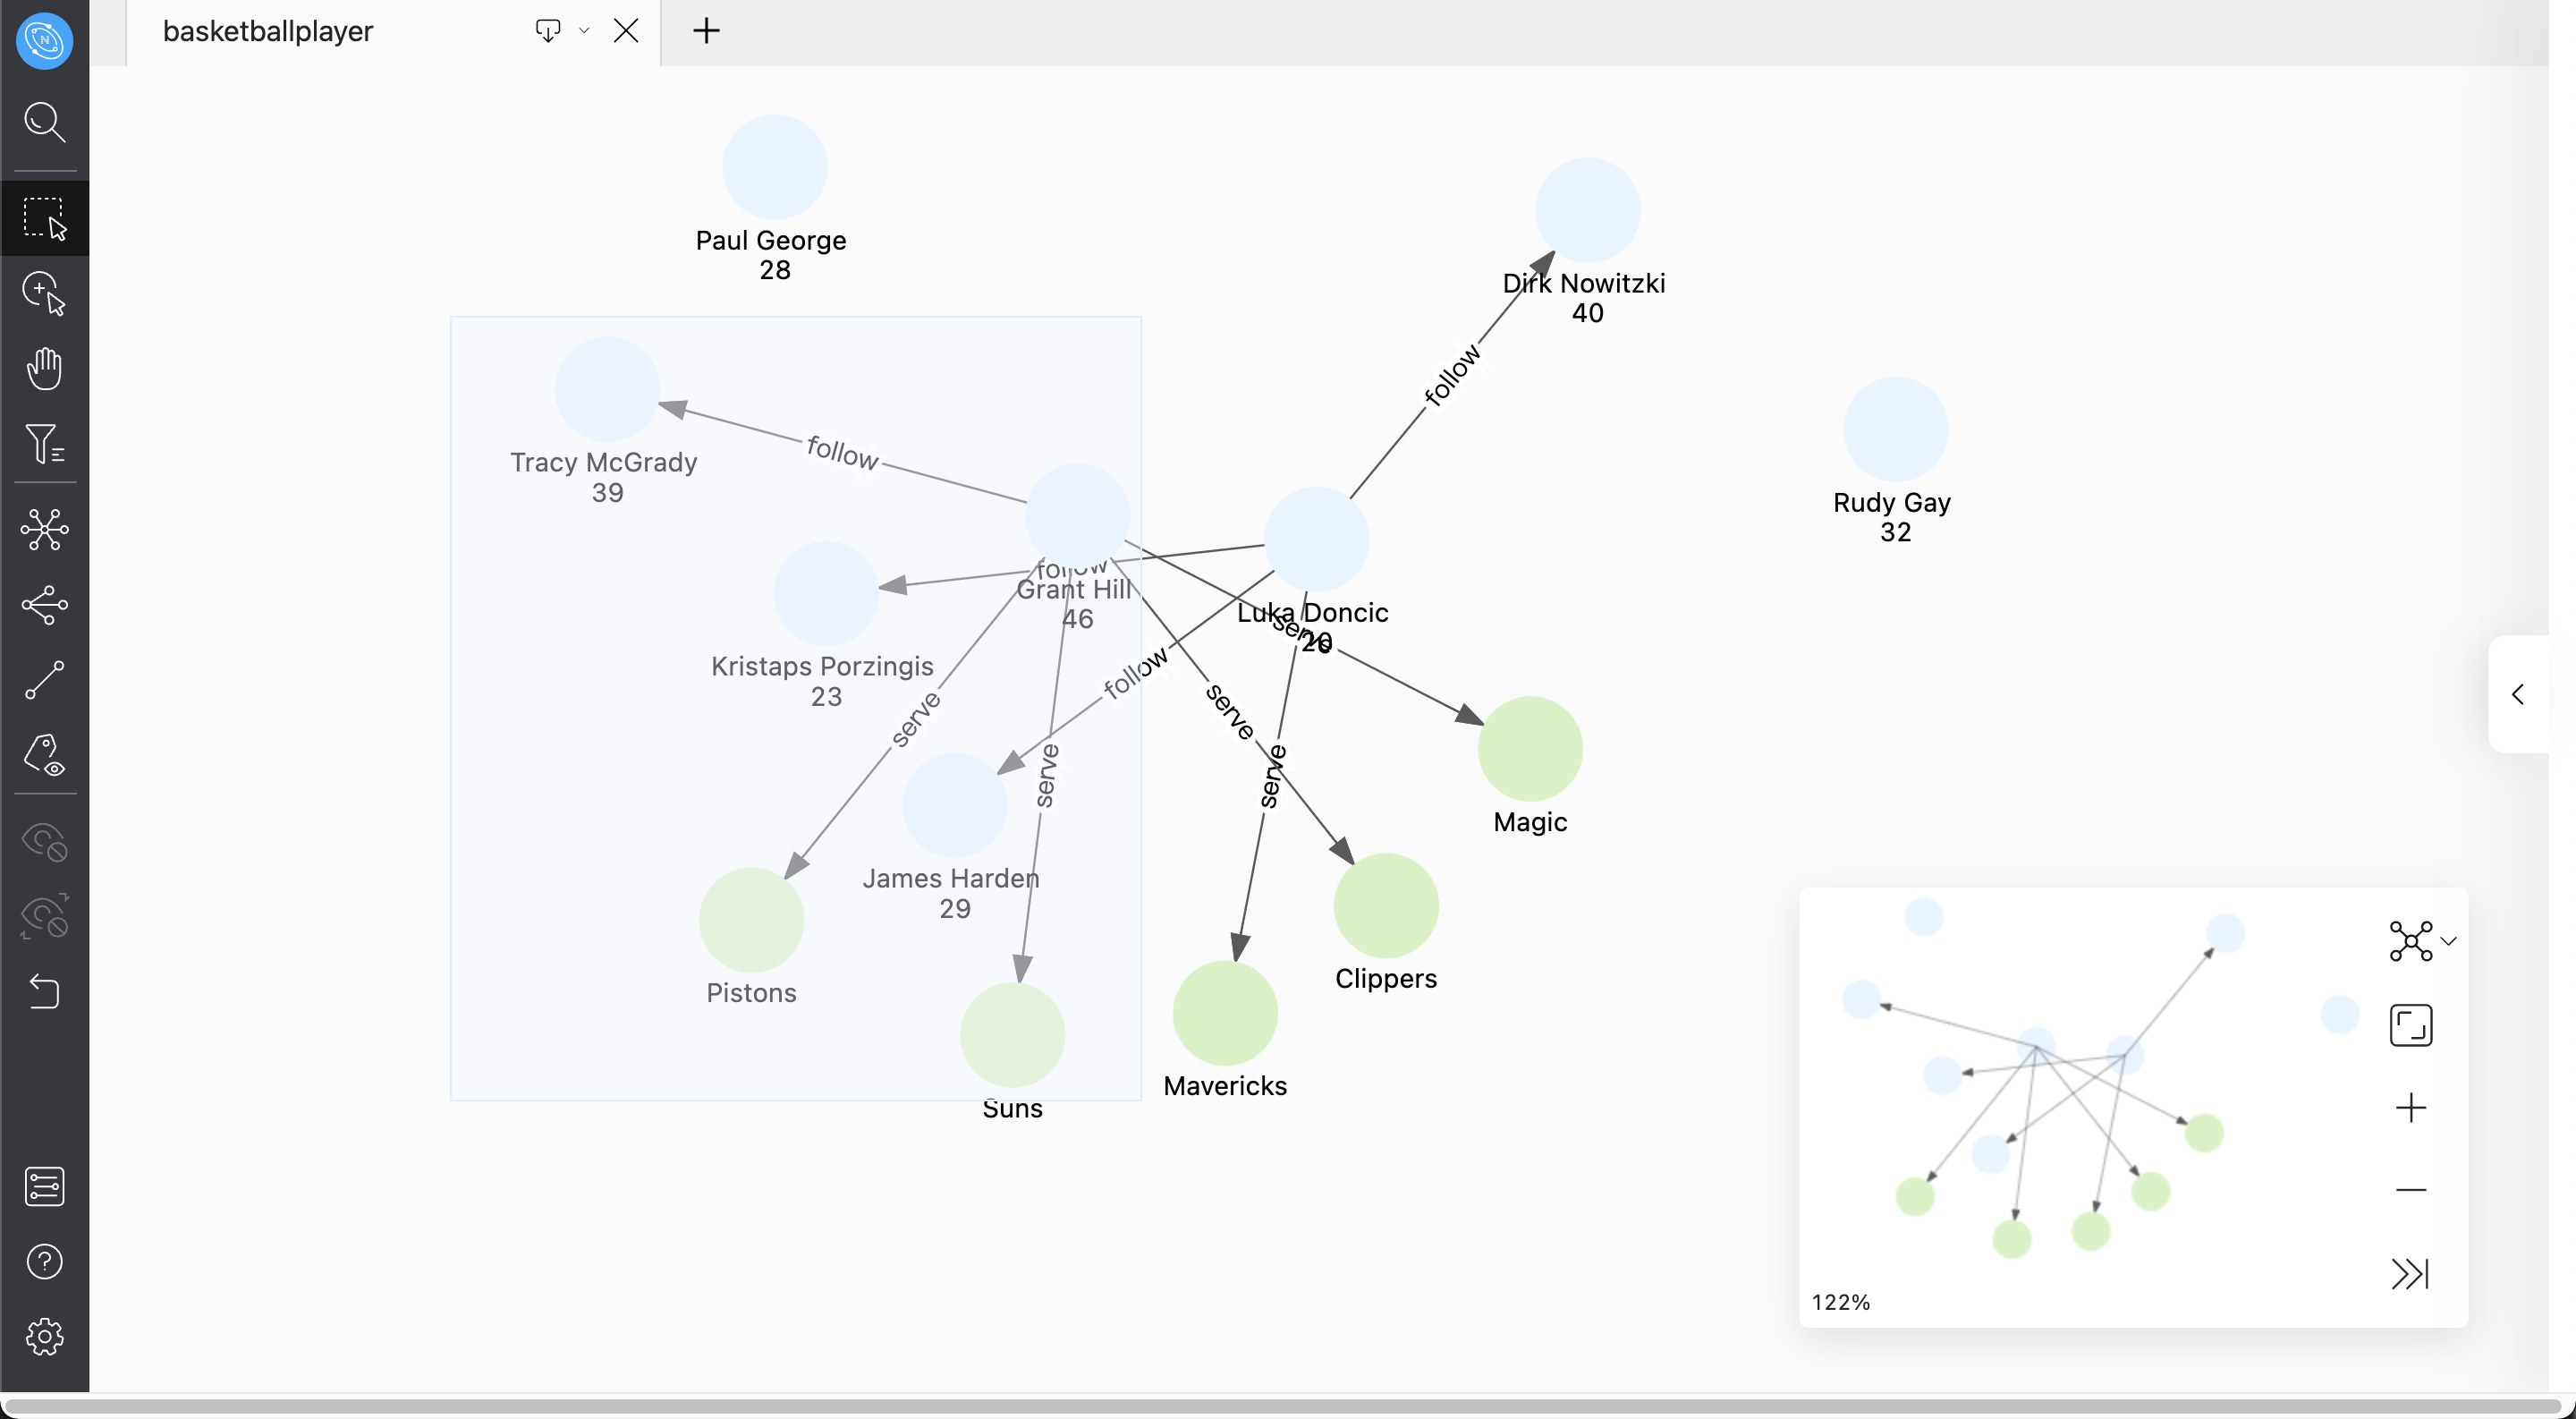 basketballplayer
Paul George
28
Dirk Nowitzki
40
follow
Tracy McGrady
39
follow
Rudy Gay
32
follow
Grant Hill
46
Luka Doncic
20
serve
Kristaps Porzingis
23
follow
serve
serve
serve
serve
Magic
James Harden
29
Pistons
Clippers
Mavericks
Suns
122%